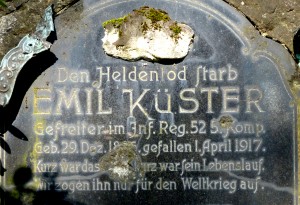 Den Heldentod starb
EMIL KÜSTER
Gefreiter im Inf. Reg. 52 5. Komp.
Geb. 29. Dez. gefallen 1. April 1917.
Kurz war das kurz war sein Lebenslauf,
Wir zogen ihn nur für den Weltkrieg auf.